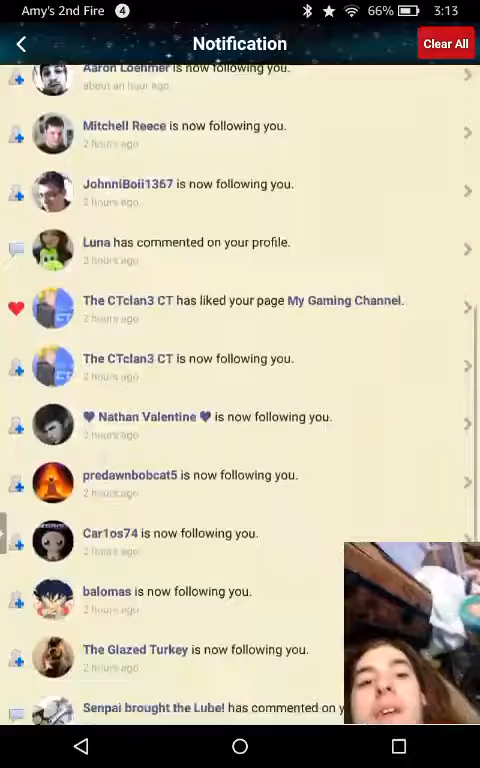 Amy's 2nd Fire 4 66% 3:13
Notification Clear All
Aaron Loehmer is now following you.
about an hour ago
Mitchell Reece is now following you.
2 hours ago
JohnniBoii1367 is now following you.
2 hours ago
Luna has commented on your profile.
2 hours ago
The CTclan3 CT has liked your page My Gaming Channel.
2 hours ago
The CTclan3 CT is now following you.
2 hours ago
♥ Nathan Valentine ♥ is now following you.
2 hours ago
predawnbobcat5 is now following you.
2 hours ago
Car1os74 is now following you.
2 hours ago
balomas is now following you.
2 hours ago
The Glazed Turkey is now following you.
2 hours ago
Senpai brought the Lube! has commented on y